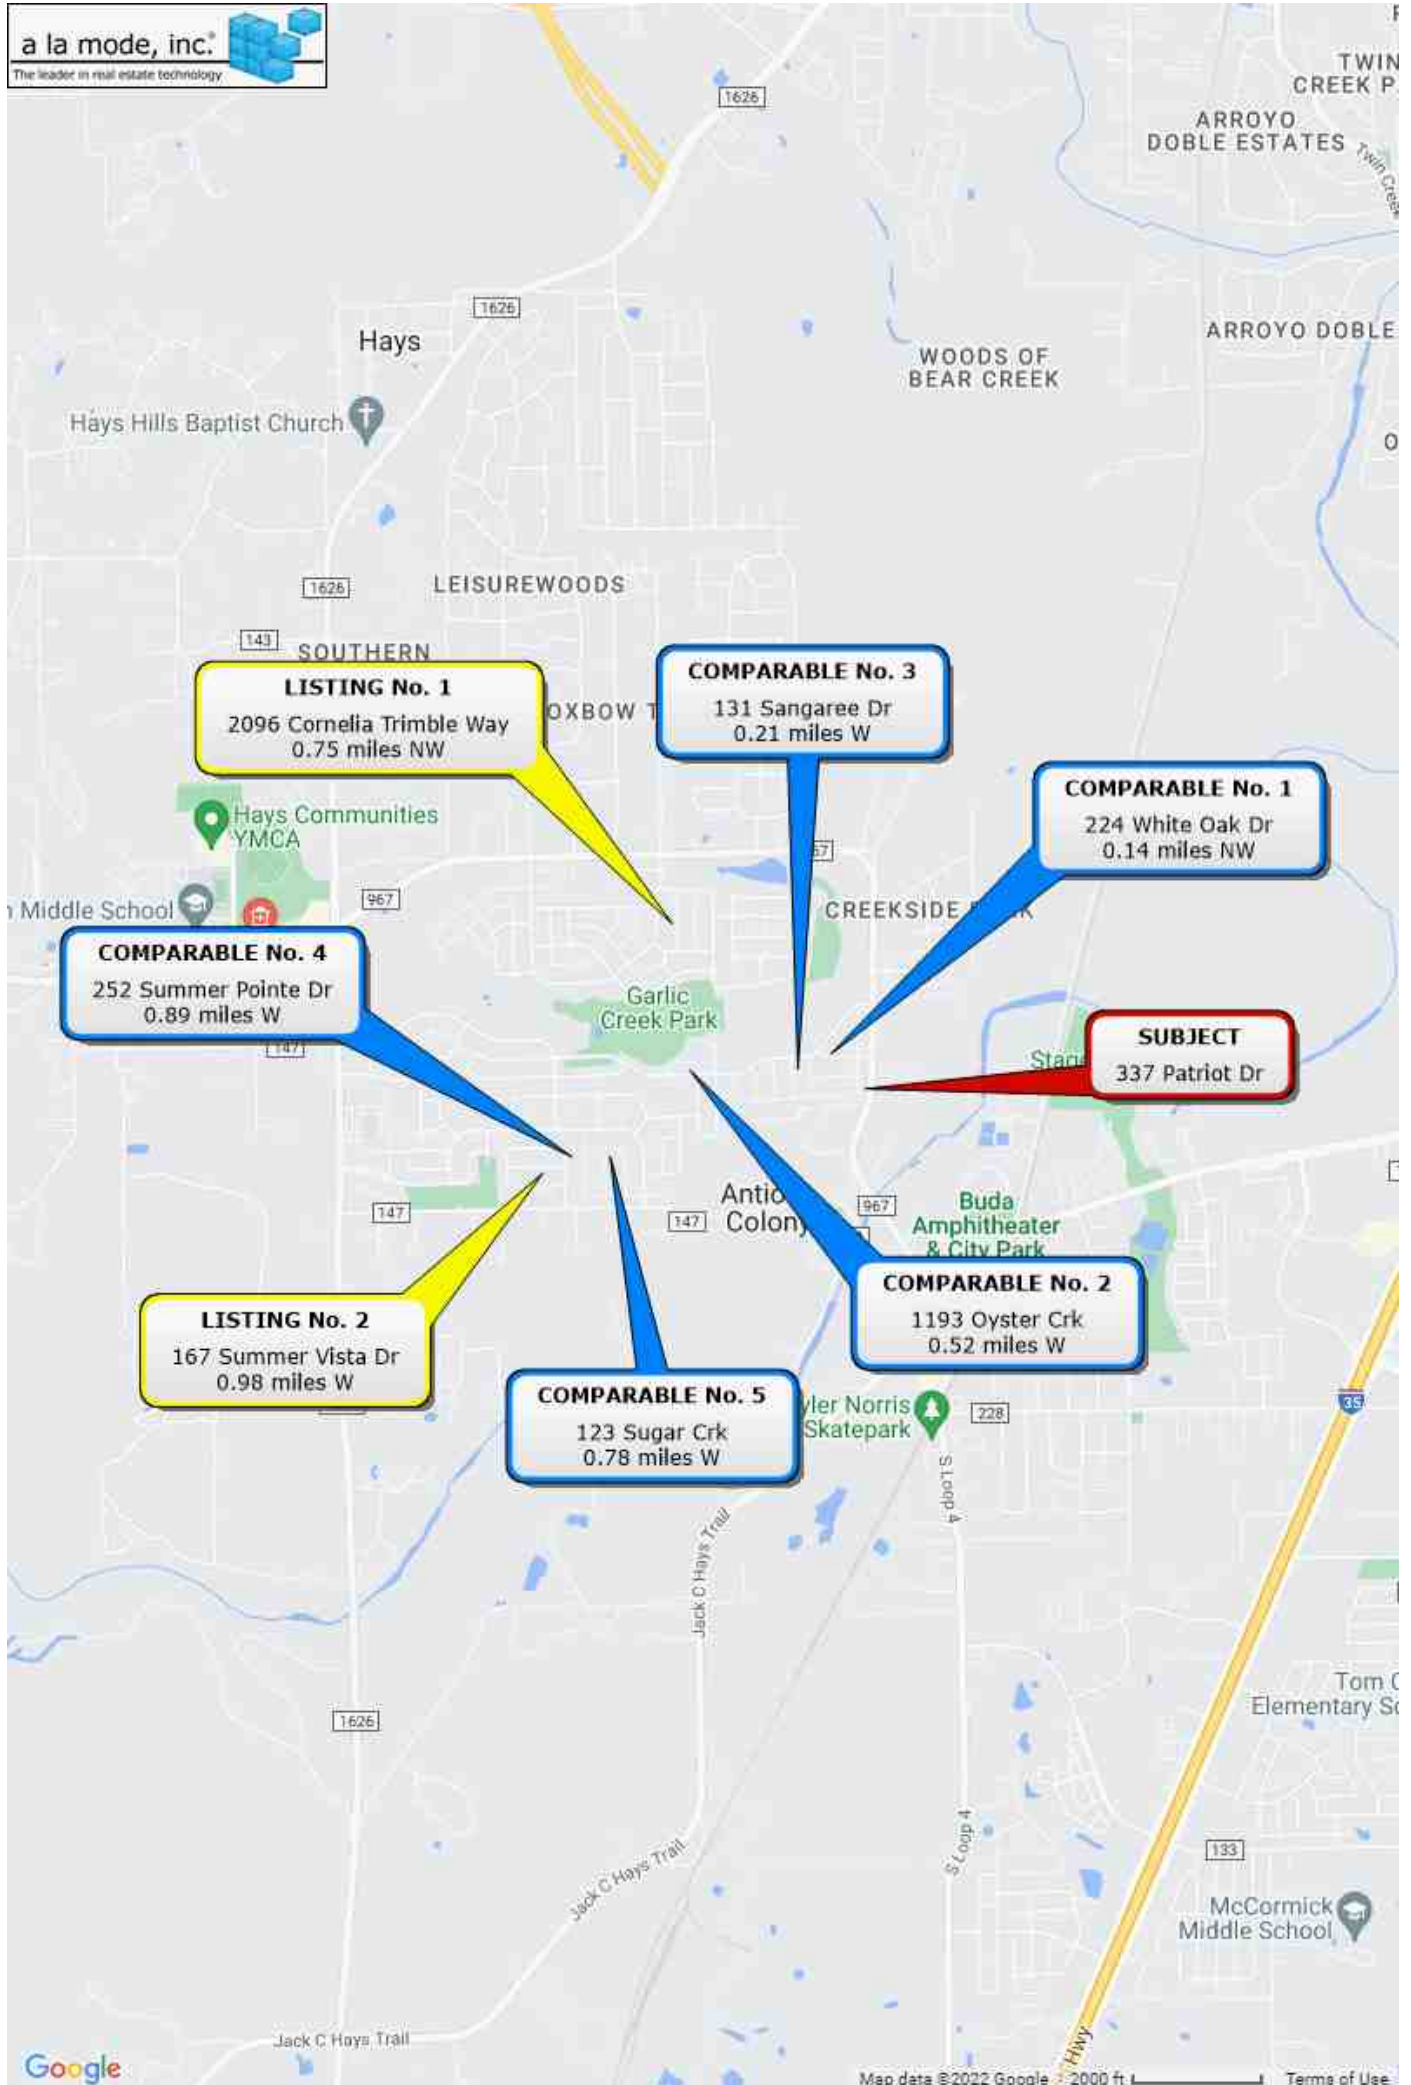 a la mode, inc.
The leader in real estate technology
1626
TWIN
CREEK P
ARROYO
DOBLE ESTATES
Twin Creek
1626
Hays
WOODS OF
BEAR CREEK
ARROYO DOBLE
Hays Hills Baptist Church
1626
LEISUREWOODS
143
SOUTHERN
LISTING No. 1
2096 Cornelia Trimble Way
0.75 miles NW
OXBOW T
COMPARABLE No. 3
131 Sangaree Dr
0.21 miles W
COMPARABLE No. 1
224 White Oak Dr
0.14 miles NW
Hays Communities
YMCA
67
Middle School
967
CREEKSIDE
COMPARABLE No. 4
252 Summer Pointe Dr
0.89 miles W
Garlic
Creek Park
147
Stag
SUBJECT
337 Patriot Dr
147
147
Antio
Colony
967
Buda
Amphitheater
& City Park
COMPARABLE No. 2
1193 Oyster Crk
0.52 miles W
LISTING No. 2
167 Summer Vista Dr
0.98 miles W
COMPARABLE No. 5
123 Sugar Crk
0.78 miles W
yler Norris
Skatepark
228
35
S Loop 4
Jack C Hays Trail
1626
Tom
Elementary Sc
S Loop 4
133
Jack C Hays Trail
McCormick
Middle School
Jack C Hays Trail
Hwy
Google
Map data ©2022 Google
2000 ft
Terms of Use